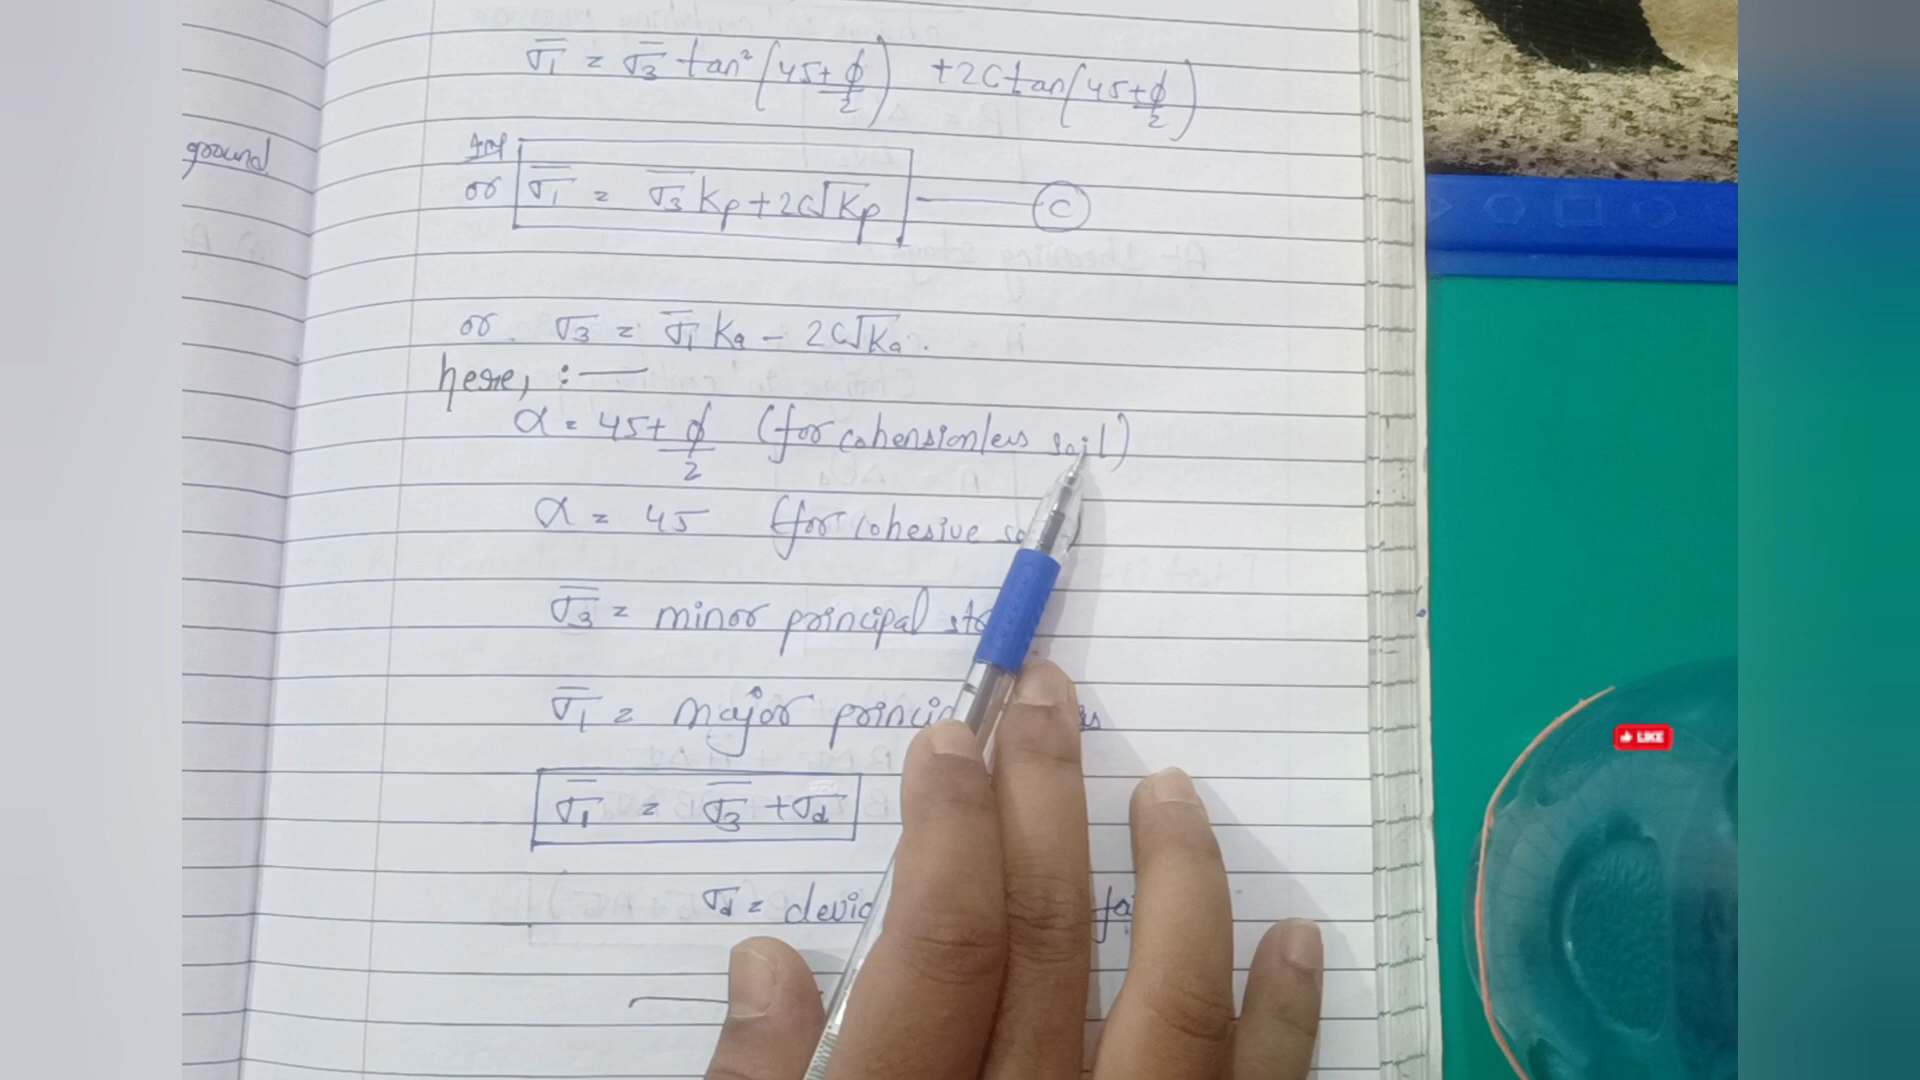 σ̅1 = σ̅3 tan²(45+ϕ/2) +2C tan(45+ϕ/2)
ground
Imp
or σ̅1 = σ̅3 Kp+2C√Kp — C
or σ3 = σ̅1 Ka - 2C√Ka.
here, :—
α = 45+ϕ/2 (for cohensionless soil)
α = 45 (for cohesive
σ̅3 = minor principal
σ̅1 = major
σ̅1 = σ̅3 +σd
σd =
LIKE